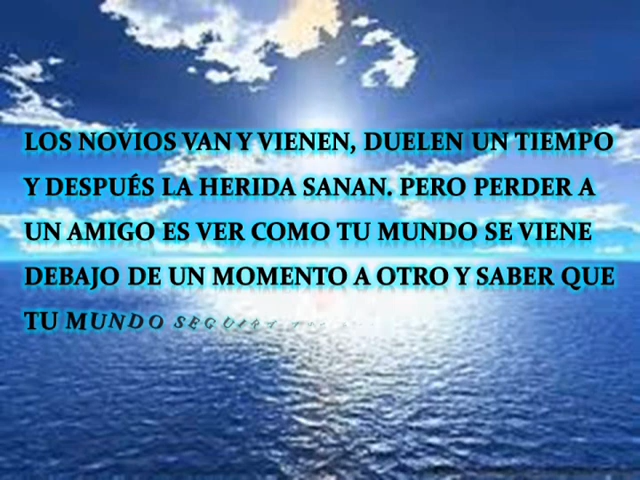 LOS NOVIOS VAN Y VIENEN, DUELEN UN TIEMPO
Y DESPUÉS LA HERIDA SANAN. PERO PERDER A
UN AMIGO ES VER COMO TU MUNDO SE VIENE
DEBAJO DE UN MOMENTO A OTRO Y SABER QUE
TU MUNDO